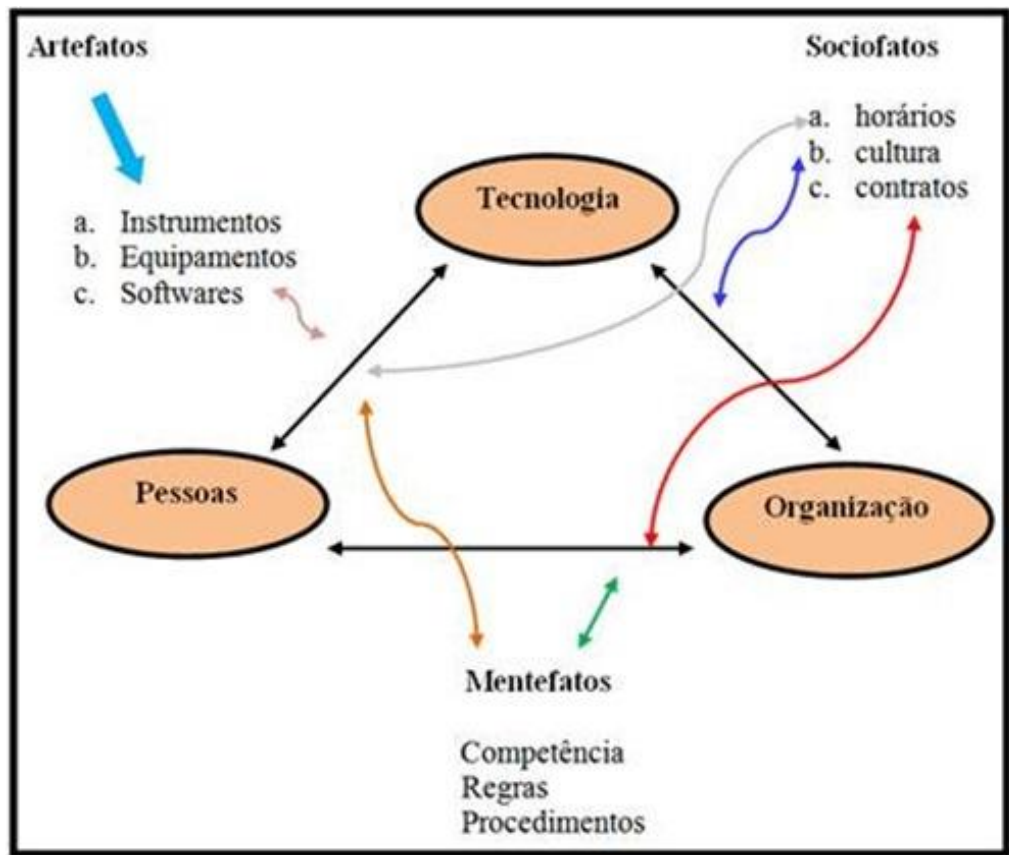 Artefatos
Sociofatos
a. horários
b. cultura
c. contratos
Tecnologia
a. Instrumentos
b. Equipamentos
c. Softwares
Pessoas
Organização
Mentefatos
Competência
Regras
Procedimentos